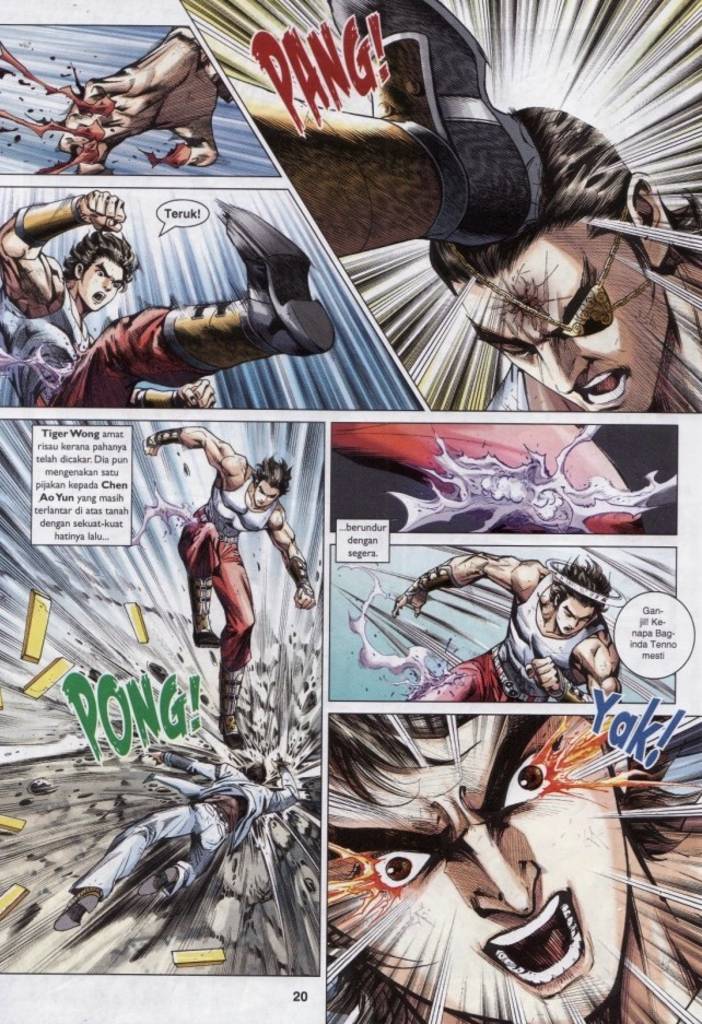 PANG!
Teruk!
Tiger Wong amat
risau kerana pahanya
telah dicakar. Dia pun
mengenakan satu
pijakan kepada Chen
Ao Yun yang masih
terlantar di atas tanah
dengan sekuat-kuat
hatinya lalu...
PONG!
...berundur
dengan
segera.
Gan-
jil! Ke-
napa Bag-
inda Tenno
mesti
Yak!
20